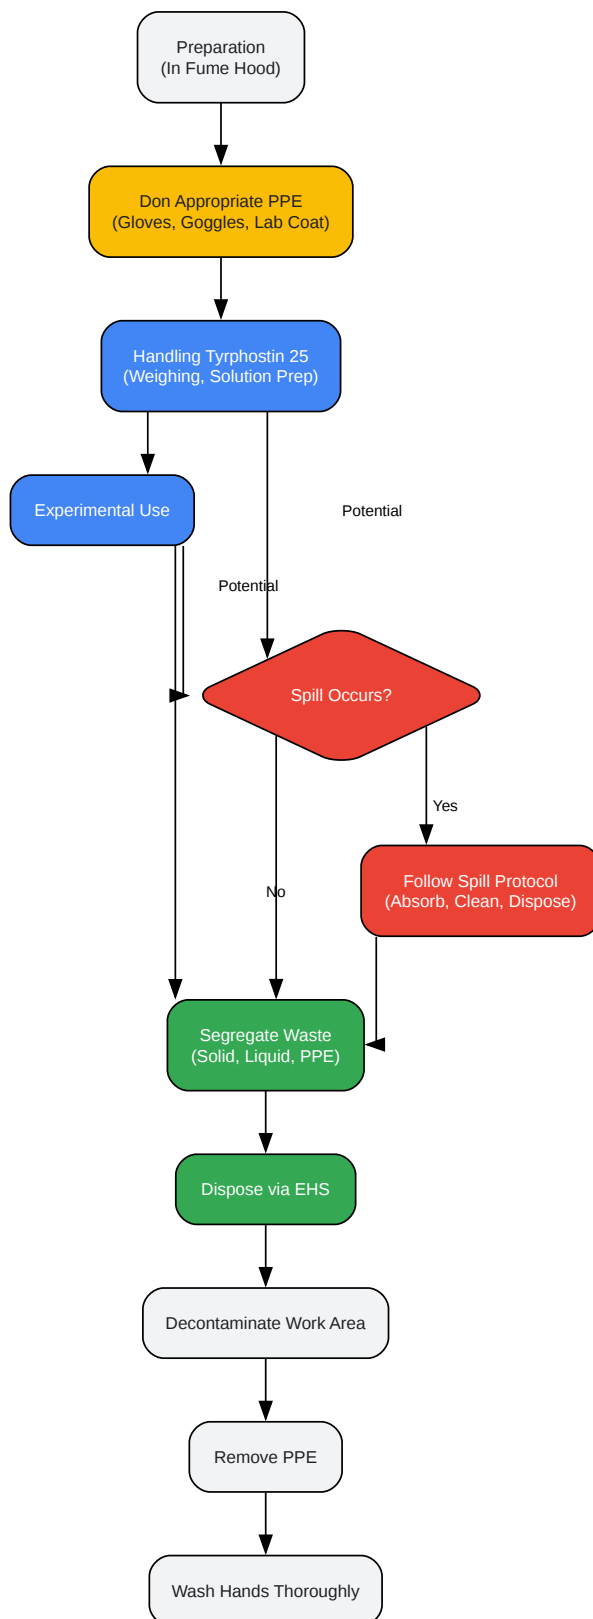 Preparation
(In Fume Hood)
Don Appropriate PPE
(Gloves, Goggles, Lab Coat)
Handling Tyrphostin 25
(Weighing, Solution Prep)
Experimental Use
Potential
Potential
Spill Occurs?
Yes
No
Follow Spill Protocol
(Absorb, Clean, Dispose)
Segregate Waste
(Solid, Liquid, PPE)
Dispose via EHS
Decontaminate Work Area
Remove PPE
Wash Hands Thoroughly